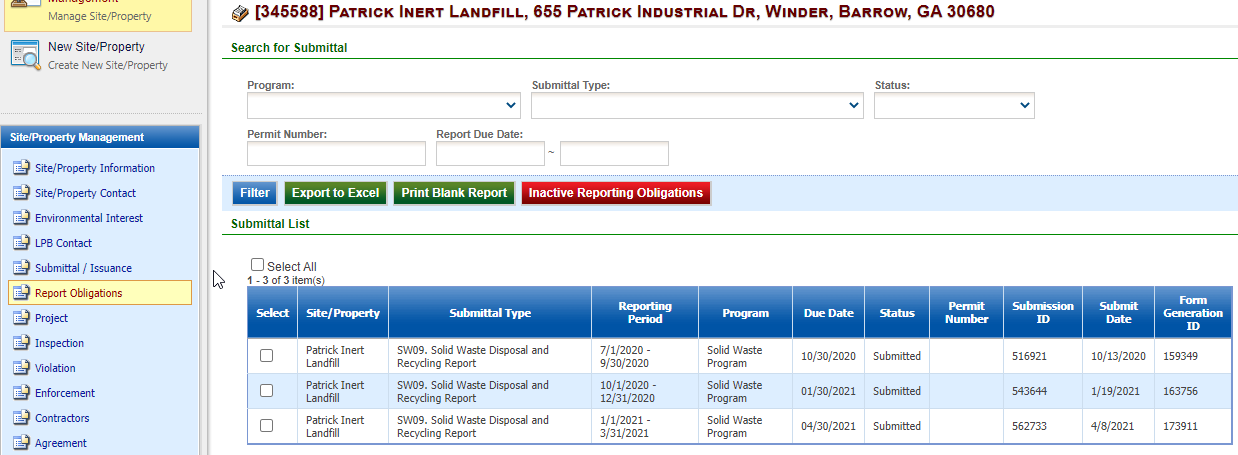 Management
Manage Site/Property
New Site/Property
Create New Site/Property
Site/Property Management
Site/Property Information
Site/Property Contact
Environmental Interest
LPB Contact
Submittal / Issuance
Report Obligations
Project
Inspection
Violation
Enforcement
Contractors
Agreement
[345588] Patrick Inert Landfill, 655 Patrick Industrial Dr, Winder, Barrow, GA 30680
Search for Submittal
Program: Submittal Type: Status:
Permit Number: Report Due Date:
~
Filter Export to Excel Print Blank Report Inactive Reporting Obligations
Submittal List
Select All
1 - 3 of 3 item(s)
Select Site/Property Submittal Type Reporting Period Program Due Date Status Permit Number Submission ID Submit Date Form Generation ID
Patrick Inert Landfill SW09. Solid Waste Disposal and Recycling Report 7/1/2020 - 9/30/2020 Solid Waste Program 10/30/2020 Submitted 516921 10/13/2020 159349
Patrick Inert Landfill SW09. Solid Waste Disposal and Recycling Report 10/1/2020 - 12/31/2020 Solid Waste Program 01/30/2021 Submitted 543644 1/19/2021 163756
Patrick Inert Landfill SW09. Solid Waste Disposal and Recycling Report 1/1/2021 - 3/31/2021 Solid Waste Program 04/30/2021 Submitted 562733 4/8/2021 173911